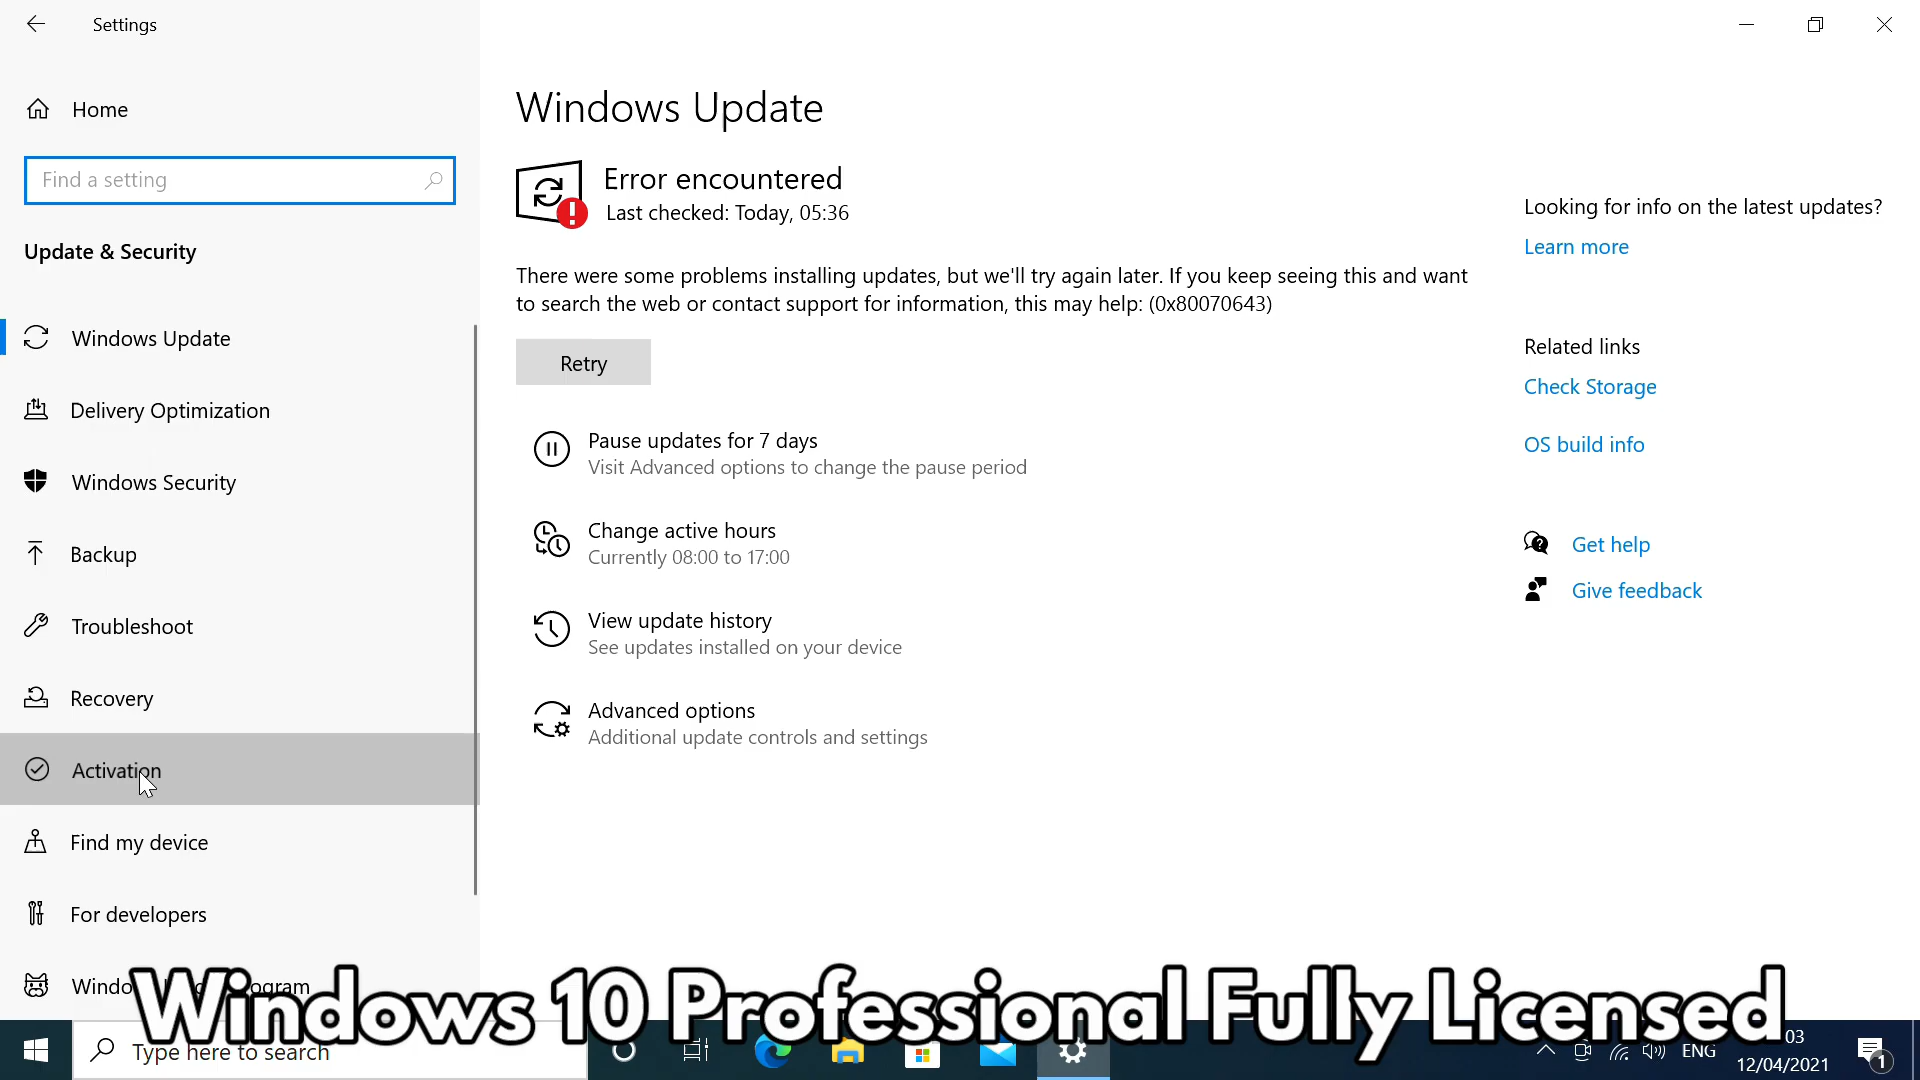 Settings
Home
Find a setting
Update & Security
Windows Update
Delivery Optimization
Windows Security
Backup
Troubleshoot
Recovery
Activation
Find my device
For developers
Windows Update
Error encountered
Last checked: Today, 05:36
There were some problems installing updates, but we'll try again later. If you keep seeing this and want
to search the web or contact support for information, this may help: (0x80070643)
Retry
Pause updates for 7 days
Visit Advanced options to change the pause period
Change active hours
Currently 08:00 to 17:00
View update history
See updates installed on your device
Advanced options
Additional update controls and settings
Looking for info on the latest updates?
Learn more
Related links
Check Storage
OS build info
Get help
Give feedback
Windows 10 Professional Fully Licensed
Type here to search
ENG
12/04/2021
1